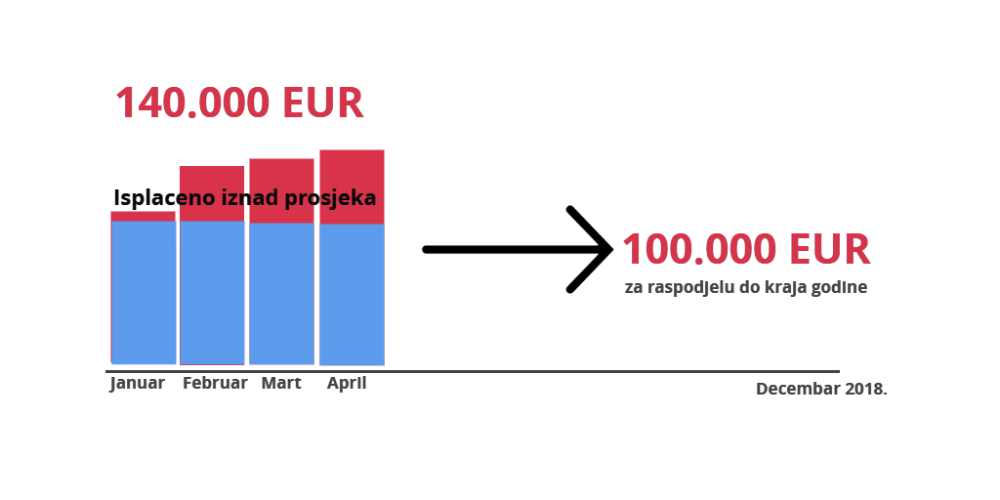 140.000 EUR
Isplaceno iznad prosjeka
100.000 EUR
za raspodjelu do kraja godine
Januar Februar Mart April
Decembar 2018.